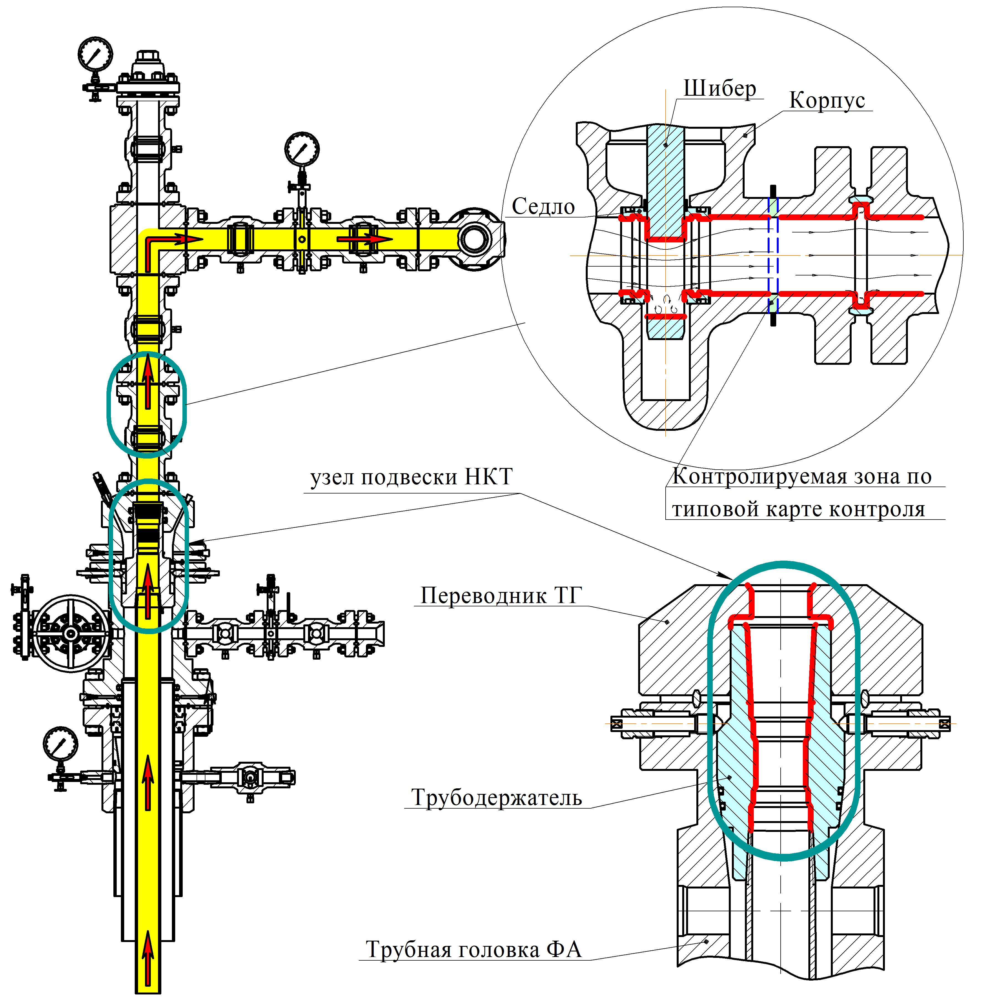 Шибер
Корпус
Седло
узел подвески НКТ
Контролируемая зона по
типовой карте контроля
Переводник ТГ
Трубодержатель
Трубная головка ФА